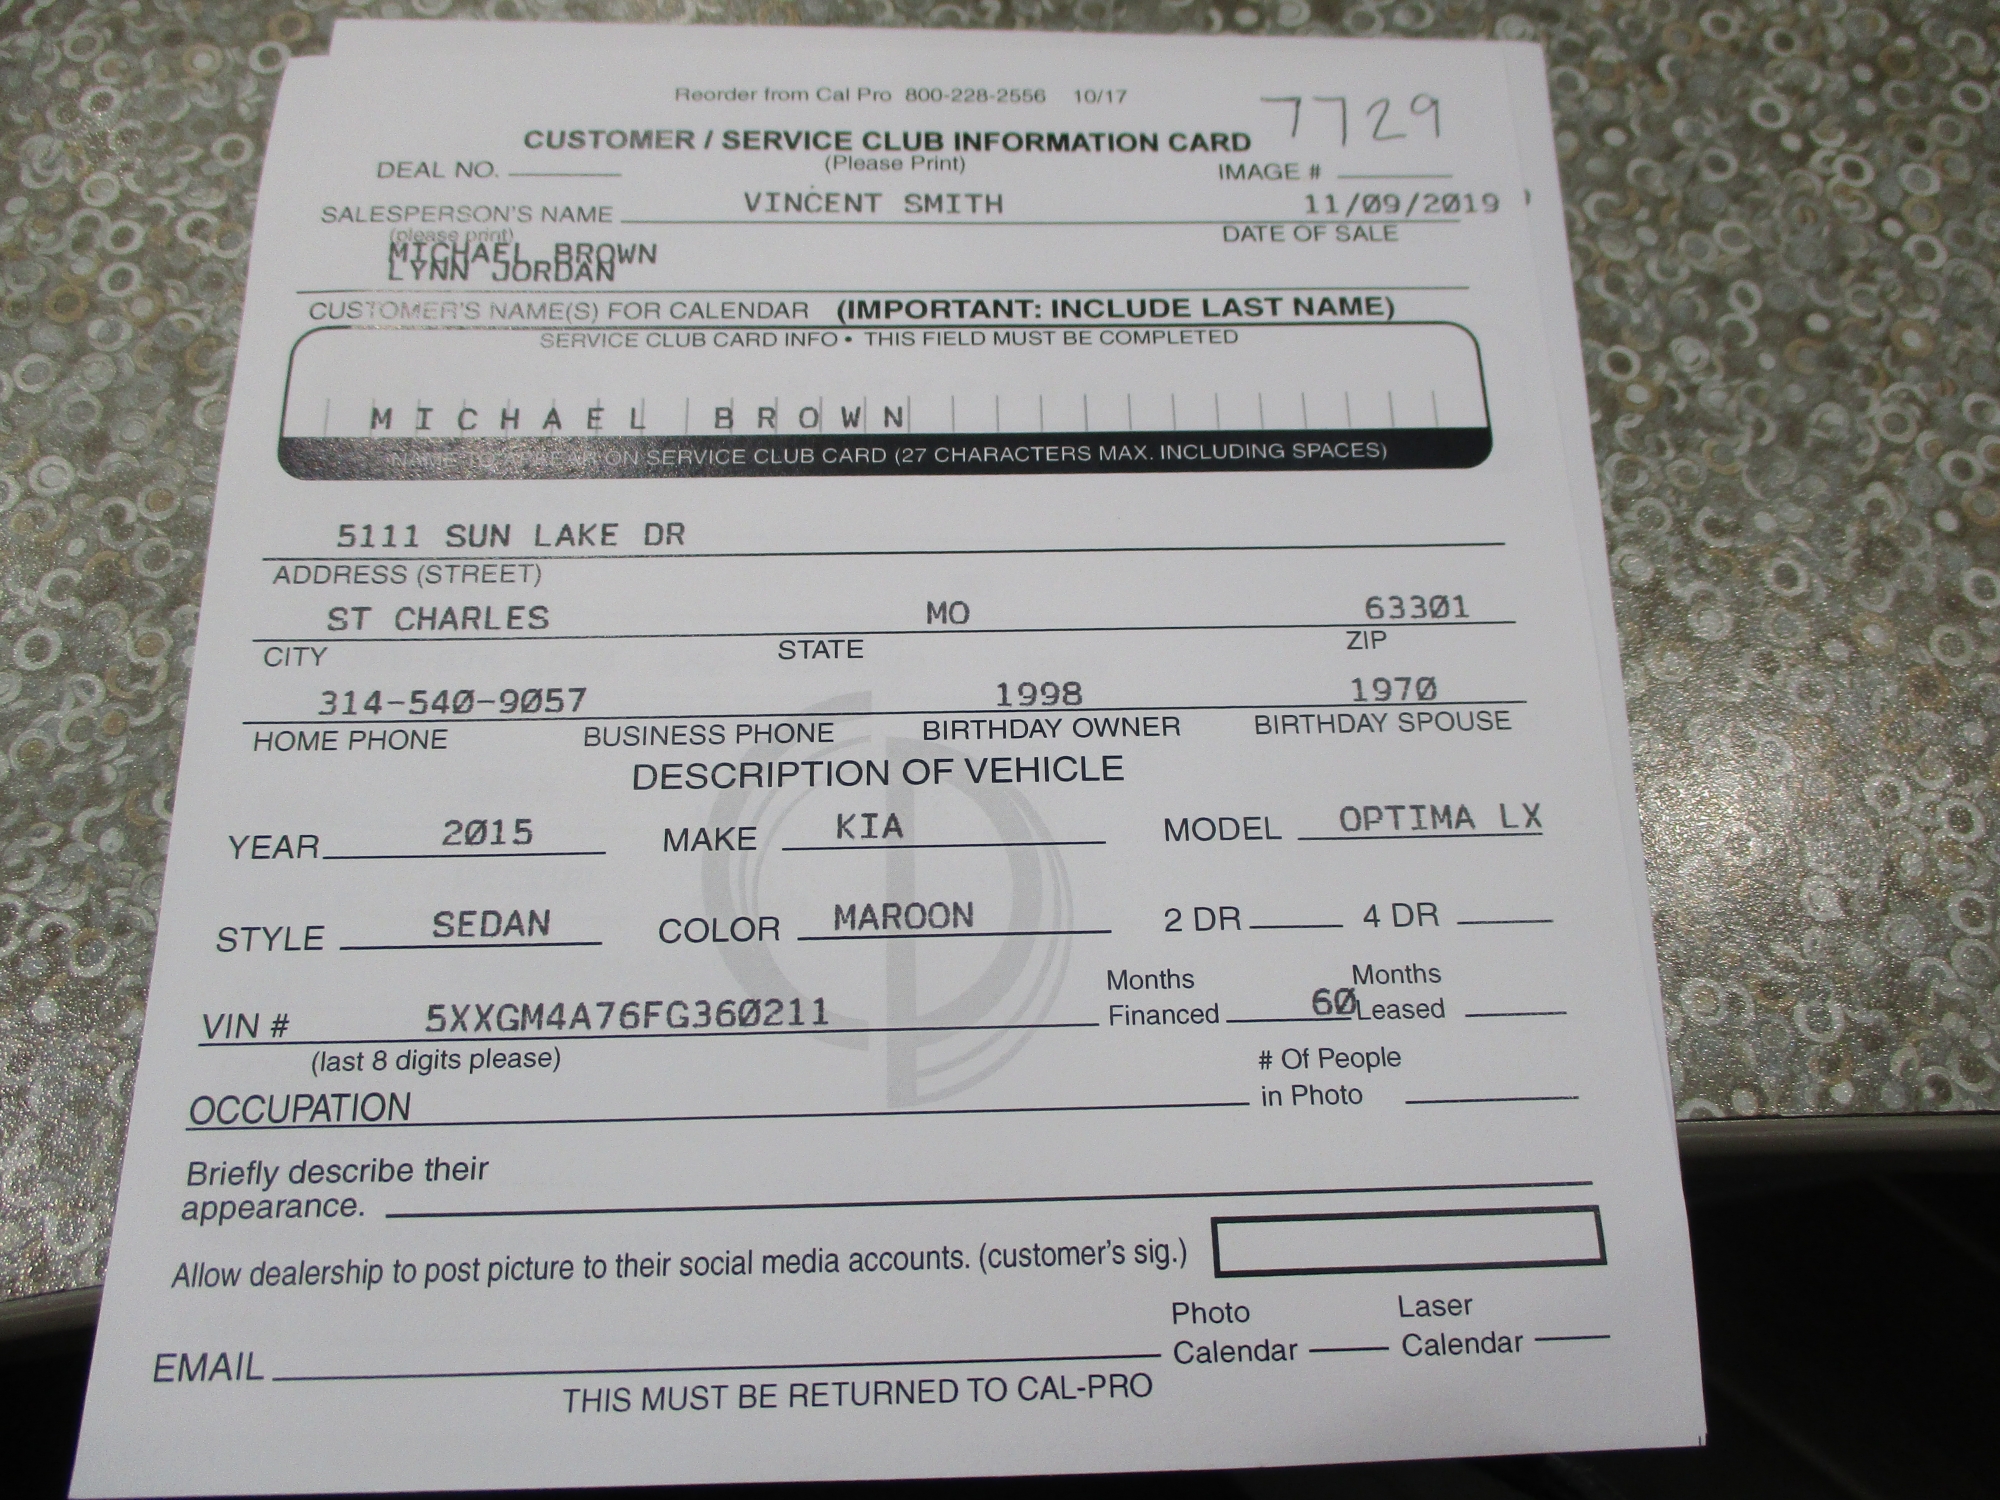 Reorder from Cal Pro 800-228-2556 10/17
7729
CUSTOMER / SERVICE CLUB INFORMATION CARD
(Please Print)
DEAL NO. IMAGE #
VINCENT SMITH 11/09/2019
SALESPERSON'S NAME DATE OF SALE
(please print)
MICHAEL BROWN
LYNN JORDAN
CUSTOMER'S NAME(S) FOR CALENDAR (IMPORTANT: INCLUDE LAST NAME)
SERVICE CLUB CARD INFO • THIS FIELD MUST BE COMPLETED
MICHAEL BROWN
NAME TO APPEAR ON SERVICE CLUB CARD (27 CHARACTERS MAX. INCLUDING SPACES)
5111 SUN LAKE DR
ADDRESS (STREET)
ST CHARLES MO 63301
CITY STATE ZIP
314-540-9057 1998 1970
HOME PHONE BUSINESS PHONE BIRTHDAY OWNER BIRTHDAY SPOUSE
DESCRIPTION OF VEHICLE
YEAR 2015 MAKE KIA MODEL OPTIMA LX
STYLE SEDAN COLOR MAROON 2 DR 4 DR
Months Months
VIN # 5XXGM4A76FG360211 Financed 60 Leased
(last 8 digits please) # Of People
OCCUPATION in Photo
Briefly describe their
appearance.
Allow dealership to post picture to their social media accounts. (customer's sig.)
Photo Laser
EMAIL Calendar Calendar
THIS MUST BE RETURNED TO CAL-PRO